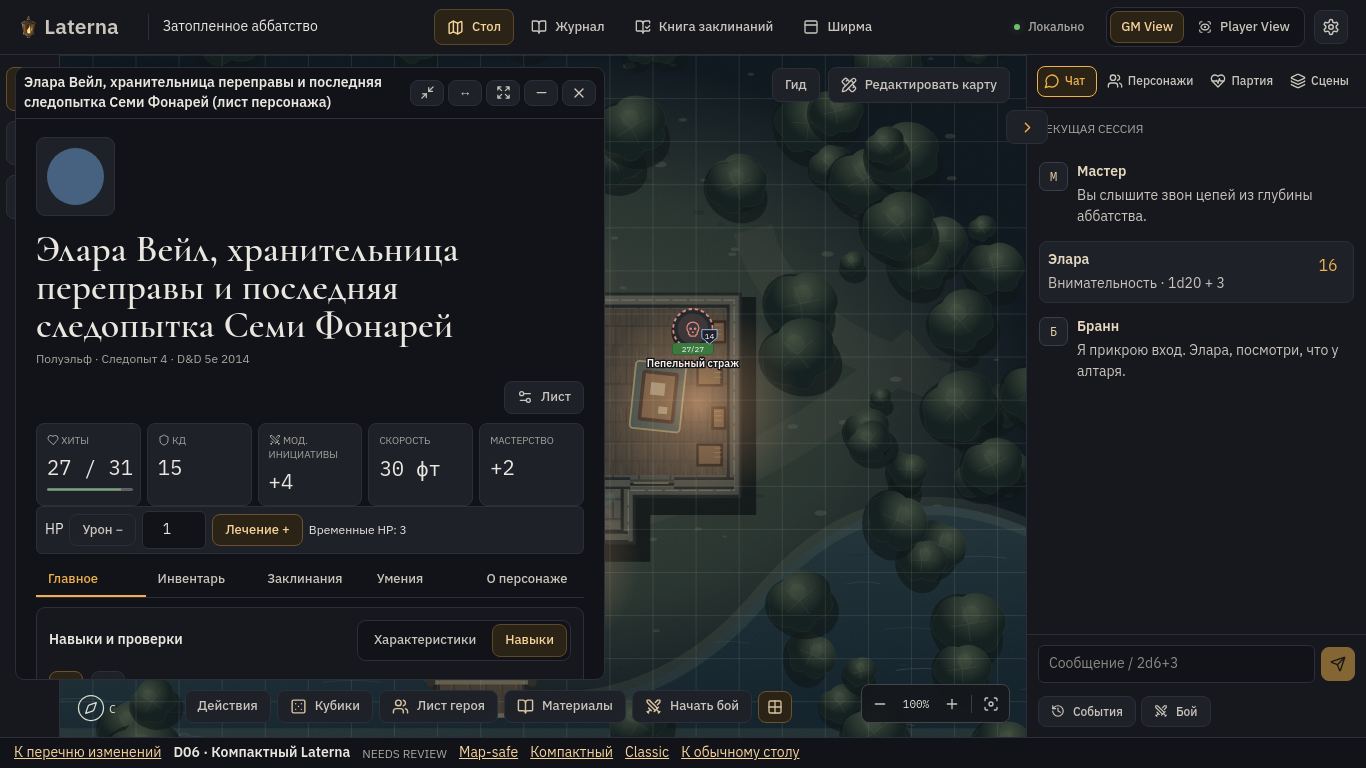 Laterna
Затопленное аббатство
Стол
Журнал
Книга заклинаний
Ширма
Локально
GM View
Player View
Элара Вейл, хранительница переправы и последняя
следопытка Семи Фонарей (лист персонажа)
Элара Вейл, хранительница
переправы и последняя
следопытка Семи Фонарей
Полуэльф · Следопыт 4 · D&D 5e 2014
Лист
ХИТЫ
27 / 31
КД
15
МОД.
ИНИЦИАТИВЫ
+4
СКОРОСТЬ
30 фт
МАСТЕРСТВО
+2
HP
Урон −
1
Лечение +
Временные HP: 3
Главное
Инвентарь
Заклинания
Умения
О персонаже
Навыки и проверки
Характеристики
Навыки
Гид
Редактировать карту
14
27/27
Пепельный страж
С
Действия
Кубики
Лист героя
Материалы
Начать бой
100%
Чат
Персонажи
Партия
Сцены
ЕКУЩАЯ СЕССИЯ
М
Мастер
Вы слышите звон цепей из глубины
аббатства.
Элара
16
Внимательность · 1d20 + 3
Б
Бранн
Я прикрою вход. Элара, посмотри, что у
алтаря.
Сообщение / 2d6+3
События
Бой
К перечню изменений
D06 · Компактный Laterna
NEEDS REVIEW
Map-safe
Компактный
Classic
К обычному столу